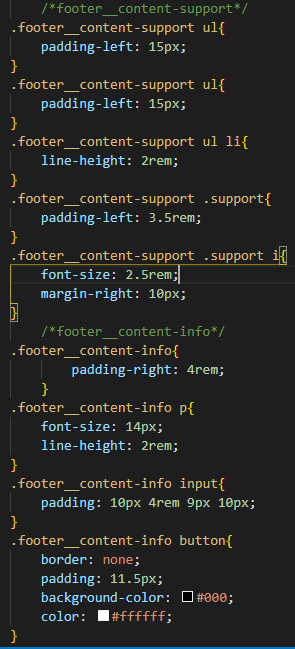 /*footer__content-support*/
.footer__content-support ul{
    padding-left: 15px;
}
.footer__content-support ul{
    padding-left: 15px;
}
.footer__content-support ul li{
    line-height: 2rem;
}
.footer__content-support .support{
    padding-left: 3.5rem;
}
.footer__content-support .support i{
    font-size: 2.5rem;
    margin-right: 10px;
}
    /*footer__content-info*/
.footer__content-info{
        padding-right: 4rem;
    }
.footer__content-info p{
    font-size: 14px;
    line-height: 2rem;
}
.footer__content-info input{
    padding: 10px 4rem 9px 10px;
}
.footer__content-info button{
    border: none;
    padding: 11.5px;
    background-color: #000;
    color: #ffffff;
}